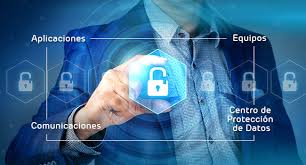 Aplicaciones
Equipos
Comunicaciones
Centro de
Protección
de Datos